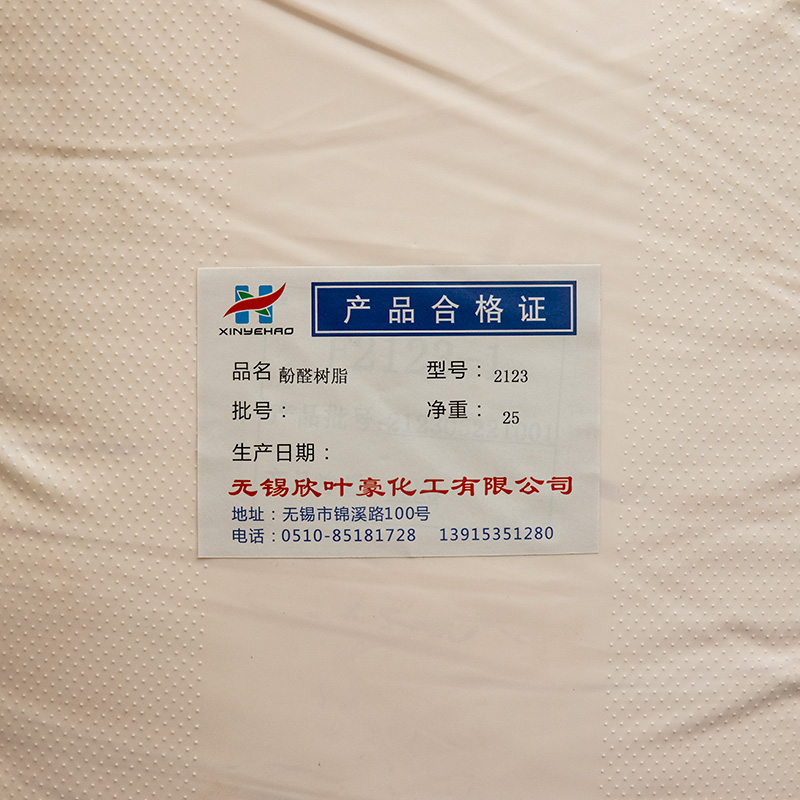 XINYEHAO
产品合格证
品名 酚醛树脂 型号： 2123
批号： 净重： 25
生产日期：
无锡欣叶豪化工有限公司
地址：无锡市锦溪路100号
电话：0510-85181728 13915351280